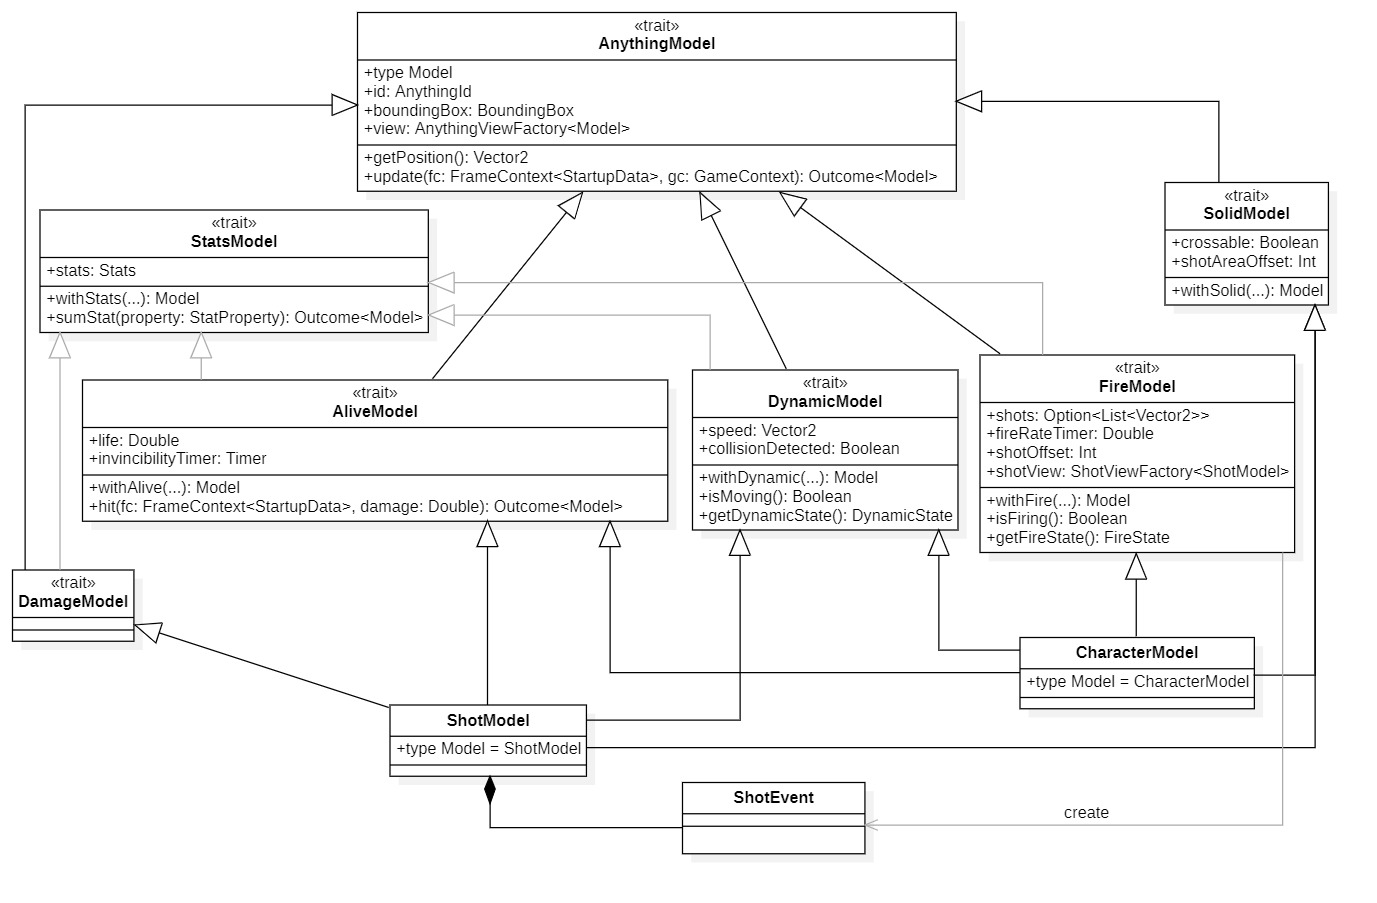 «trait»
AnythingModel
+type Model
+id: AnythingId
+boundingBox: BoundingBox
+view: AnythingViewFactory<Model>
+getPosition(): Vector2
+update(fc: FrameContext<StartupData>, gc: GameContext): Outcome<Model>
«trait»
StatsModel
+stats: Stats
+withStats(...): Model
+sumStat(property: StatProperty): Outcome<Model>
«trait»
SolidModel
+crossable: Boolean
+shotAreaOffset: Int
+withSolid(...): Model
«trait»
AliveModel
+life: Double
+invincibilityTimer: Timer
+withAlive(...): Model
+hit(fc: FrameContext<StartupData>, damage: Double): Outcome<Model>
«trait»
DynamicModel
+speed: Vector2
+collisionDetected: Boolean
+withDynamic(...): Model
+isMoving(): Boolean
+getDynamicState(): DynamicState
«trait»
FireModel
+shots: Option<List<Vector2>>
+fireRateTimer: Double
+shotOffset: Int
+shotView: ShotViewFactory<ShotModel>
+withFire(...): Model
+isFiring(): Boolean
+getFireState(): FireState
«trait»
DamageModel
CharacterModel
+type Model = CharacterModel
ShotModel
+type Model = ShotModel
ShotEvent
create